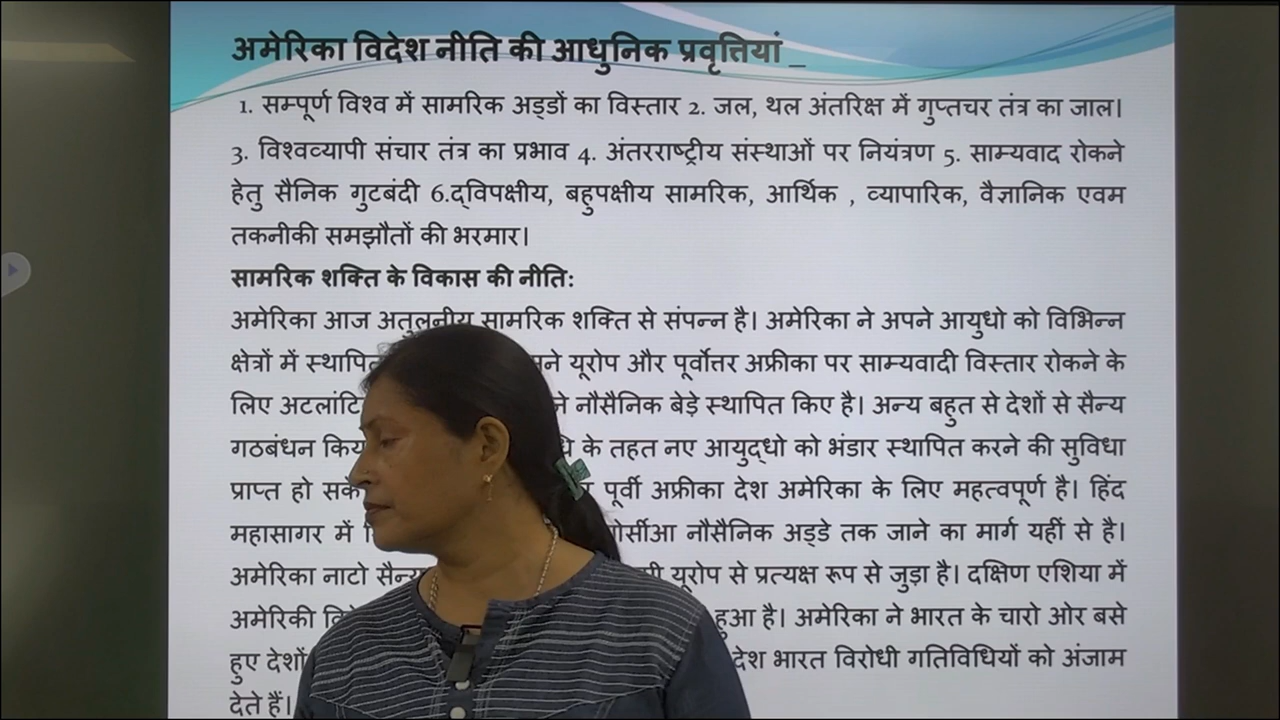 अमेरिका विदेश नीति की आधुनिक प्रवृत्तियां _
1. सम्पूर्ण विश्व में सामरिक अड्डों का विस्तार 2. जल, थल अंतरिक्ष में गुप्तचर तंत्र का जाल।
3. विश्वव्यापी संचार तंत्र का प्रभाव 4. अंतरराष्ट्रीय संस्थाओं पर नियंत्रण 5. साम्यवाद रोकने
हेतु सैनिक गुटबंदी 6.द्विपक्षीय, बहुपक्षीय सामरिक, आर्थिक , व्यापारिक, वैज्ञानिक एवम
तकनीकी समझौतों की भरमार।
सामरिक शक्ति के विकास की नीति:
अमेरिका आज अतुलनीय सामरिक शक्ति से संपन्न है। अमेरिका ने अपने आयुधो को विभिन्न
क्षेत्रों में यूरोप और पूर्वोत्तर अफ्रीका पर साम्यवादी विस्तार रोकने के
लिए नौसैनिक बेड़े स्थापित किए है। अन्य बहुत से देशों से सैन्य
गठबंधन के तहत नए आयुद्धो को भंडार स्थापित करने की सुविधा
प्राप्त हो पूर्वी अफ्रीका देश अमेरिका के लिए महत्वपूर्ण है। हिंद
महासागर में नौसैनिक अड्डे तक जाने का मार्ग यहीं से है।
अमेरिका नाटो यूरोप से प्रत्यक्ष रूप से जुड़ा है। दक्षिण एशिया में
अमेरिकी हुआ है। अमेरिका ने भारत के चारो ओर बसे
हुए देश भारत विरोधी गतिविधियों को अंजाम
देते हैं।